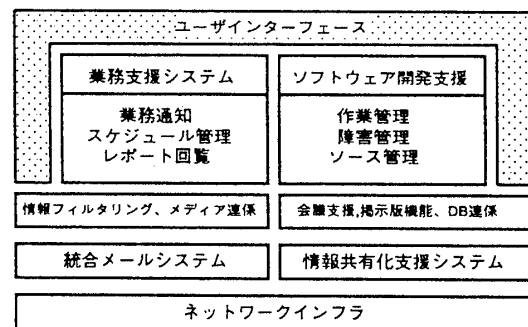 ユーザインターフェース
業務支援システム
業務通知
スケジュール管理
レポート回覧
ソフトウェア開発支援
作業管理
障害管理
ソース管理
情報フィルタリング、メディア連係
会議支援,掲示版機能、DB連係
統合メールシステム
情報共有化支援システム
ネットワークインフラ